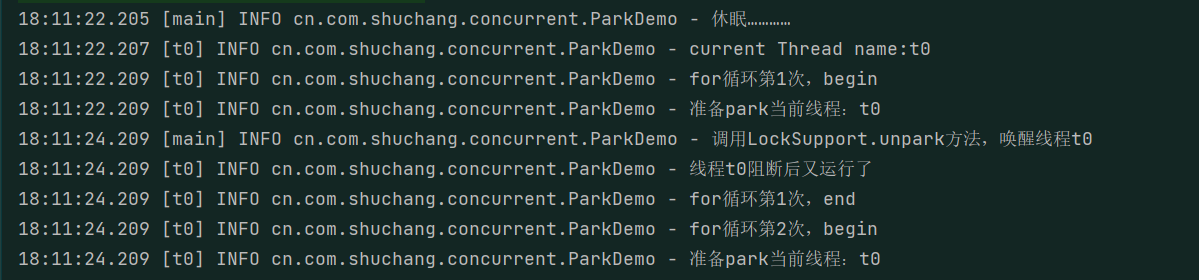 18:11:22.205 [main] INFO cn.com.shuchang.concurrent.ParkDemo - 休眠…………
18:11:22.207 [t0] INFO cn.com.shuchang.concurrent.ParkDemo - current Thread name:t0
18:11:22.209 [t0] INFO cn.com.shuchang.concurrent.ParkDemo - for循环第1次，begin
18:11:22.209 [t0] INFO cn.com.shuchang.concurrent.ParkDemo - 准备park当前线程：t0
18:11:24.209 [main] INFO cn.com.shuchang.concurrent.ParkDemo - 调用LockSupport.unpark方法，唤醒线程t0
18:11:24.209 [t0] INFO cn.com.shuchang.concurrent.ParkDemo - 线程t0阻断后又运行了
18:11:24.209 [t0] INFO cn.com.shuchang.concurrent.ParkDemo - for循环第1次，end
18:11:24.209 [t0] INFO cn.com.shuchang.concurrent.ParkDemo - for循环第2次，begin
18:11:24.209 [t0] INFO cn.com.shuchang.concurrent.ParkDemo - 准备park当前线程：t0